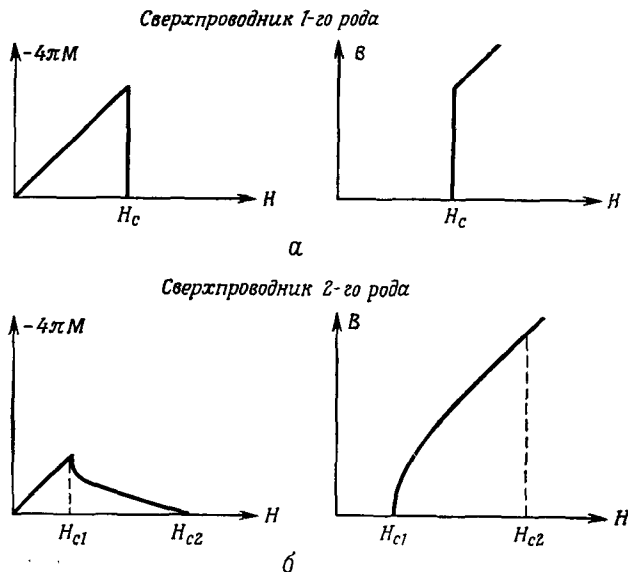 Сверхпроводник 1-го рода
-4πM
B
H
H
Hc
Hc
а
Сверхпроводник 2-го рода
-4πM
B
H
H
Hc1
Hc2
Hc1
Hc2
б